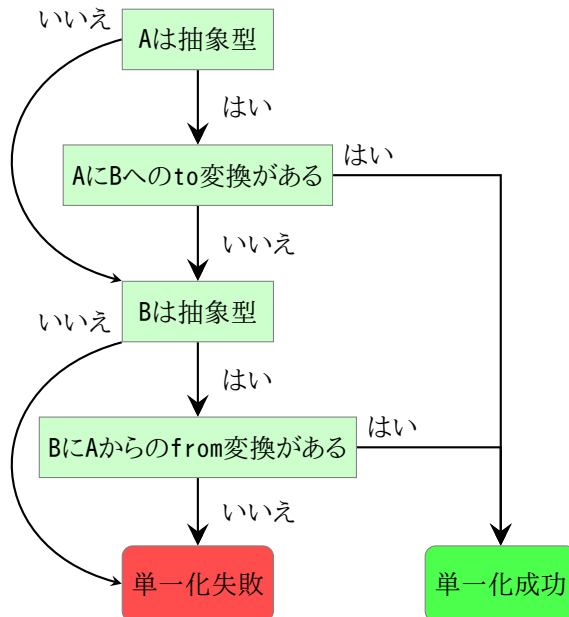 いいえ
Aは抽象型
はい
AにBへのto変換がある
はい
いいえ
Bは抽象型
いいえ
はい
BにAからのfrom変換がある
はい
いいえ
単一化失敗
単一化成功